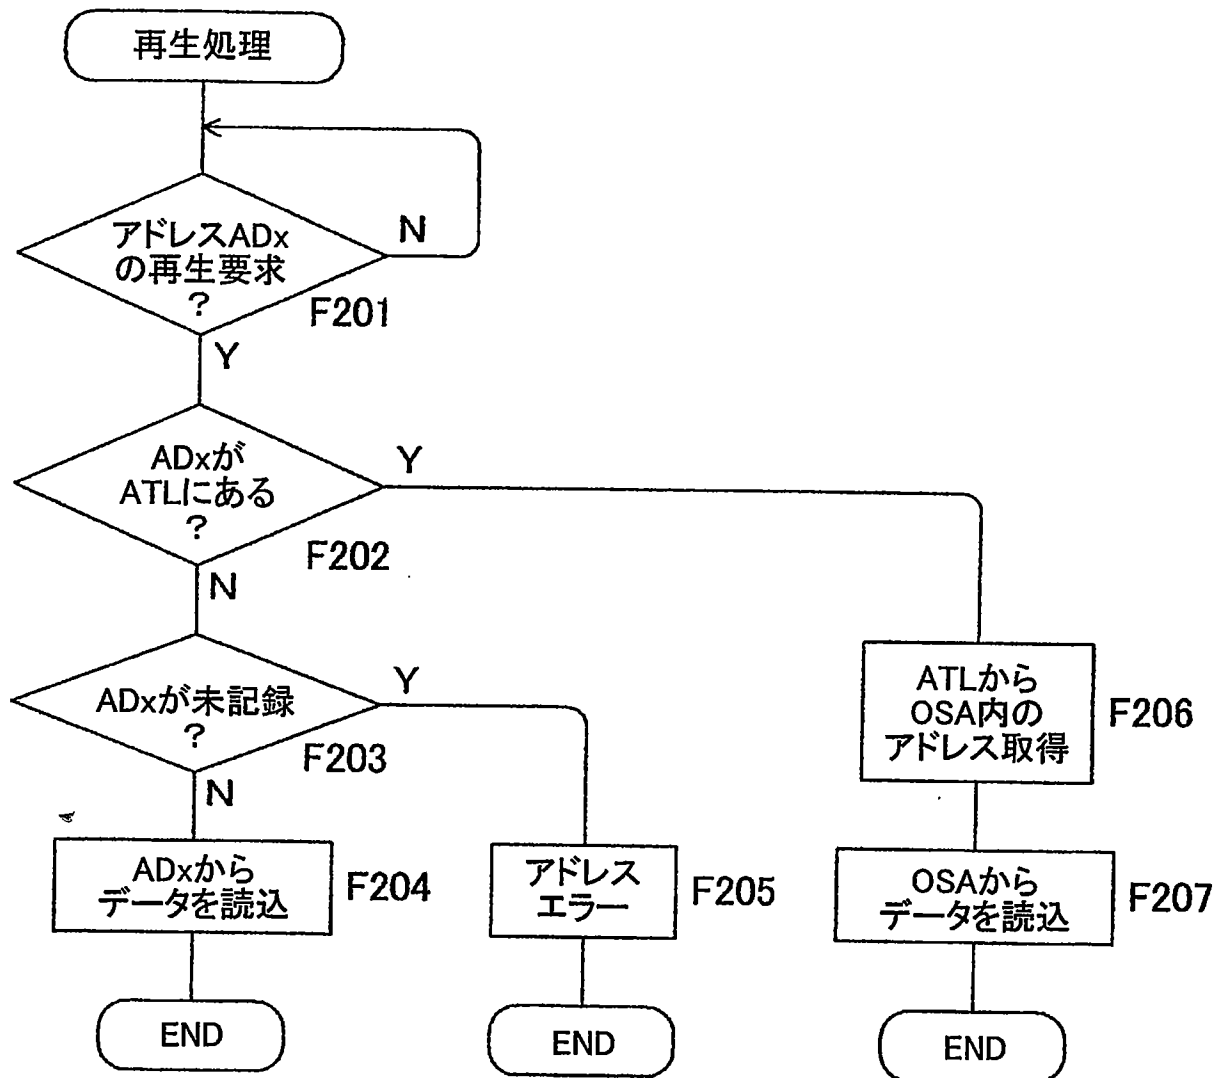 再生処理
アドレスADx
の再生要求
?
N
F201
Y
ADxが
ATLにある
?
Y
F202
N
ADxが未記録
?
Y
F203
N
ATLから
OSA内の
アドレス取得
F206
ADxから
データを読込
F204
アドレス
エラー
F205
OSAから
データを読込
F207
END
END
END